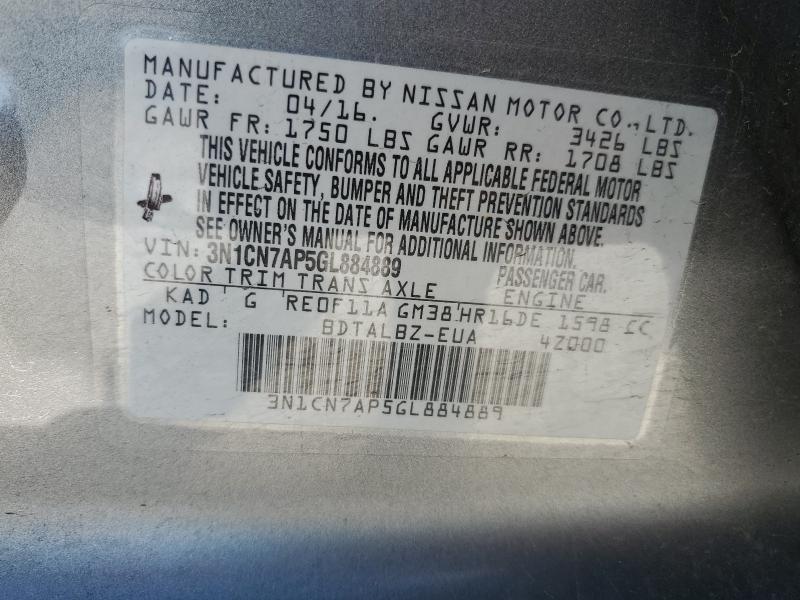 MANUFACTURED BY NISSAN MOTOR CO., LTD.
DATE: 04/16. GVWR: 3426 LBS
GAWR FR: 1750 LBS GAWR RR: 1708 LBS
THIS VEHICLE CONFORMS TO ALL APPLICABLE FEDERAL MOTOR
VEHICLE SAFETY, BUMPER AND THEFT PREVENTION STANDARDS
IN EFFECT ON THE DATE OF MANUFACTURE SHOWN ABOVE.
SEE OWNER'S MANUAL FOR ADDITIONAL INFORMATION.
VIN: 3N1CN7AP5GL884889 PASSENGER CAR.
COLOR TRIM TRANS AXLE ENGINE
KAD G RE0F11A GM38 HR16DE 1598 CC
MODEL: BDTALBZ-EUA 4Z000
3N1CN7AP5GL884889